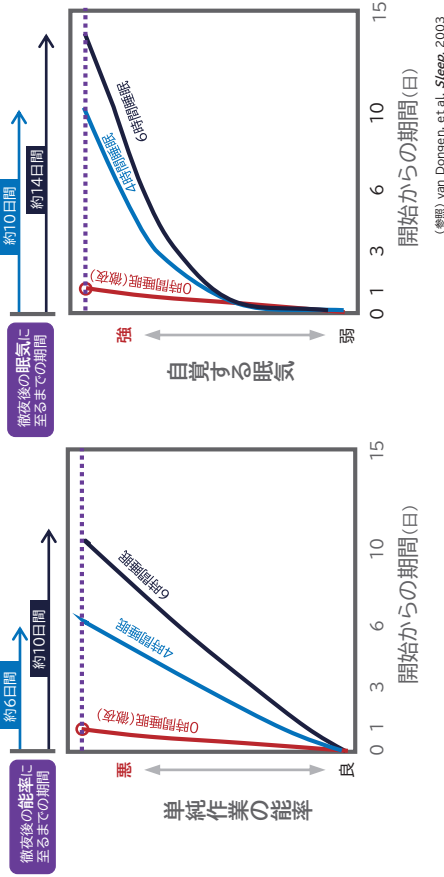 徹夜後の能率に
至るまでの期間
約6日間
約10日間
単純作業の能率
悪
良
0時間睡眠(徹夜)
4時間睡眠
6時間睡眠
0 1 3 6 10 15
開始からの期間(日)
徹夜後の眠気に
至るまでの期間
約10日間
約14日間
自覚する眠気
強
弱
0時間睡眠(徹夜)
4時間睡眠
6時間睡眠
0 1 3 6 10 15
開始からの期間(日)
(参照) van Dongen, et al. Sleep. 2003